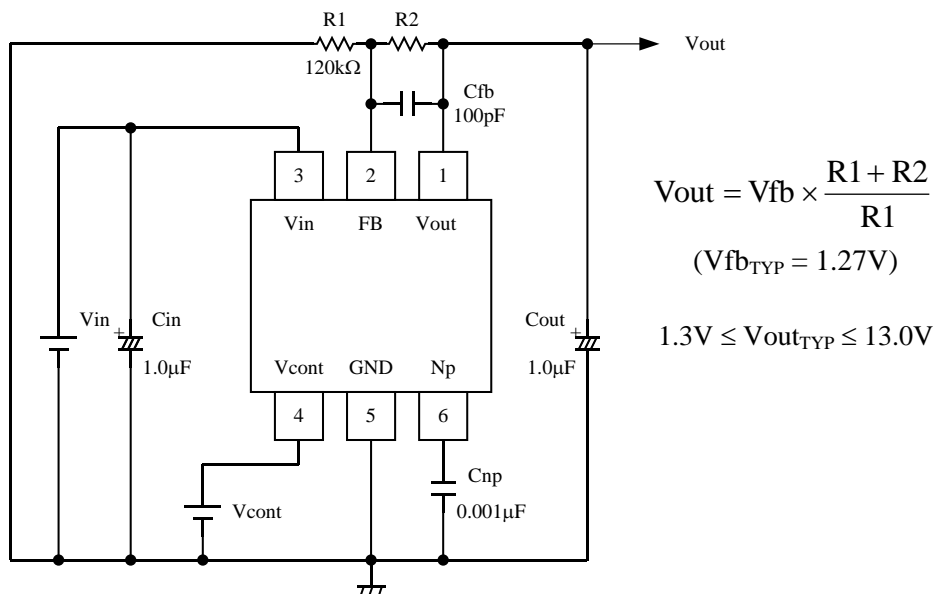 R1 R2
120kΩ
Vout
Cfb
100pF
3 2 1
Vin FB Vout
Vout = Vfb × (R1 + R2)/R1
(VfbTYP = 1.27V)
Vin + Cin
1.0μF
Cout +
1.0μF
1.3V ≤ VoutTYP ≤ 13.0V
Vcont GND Np
4 5 6
Vcont
Cnp
0.001μF